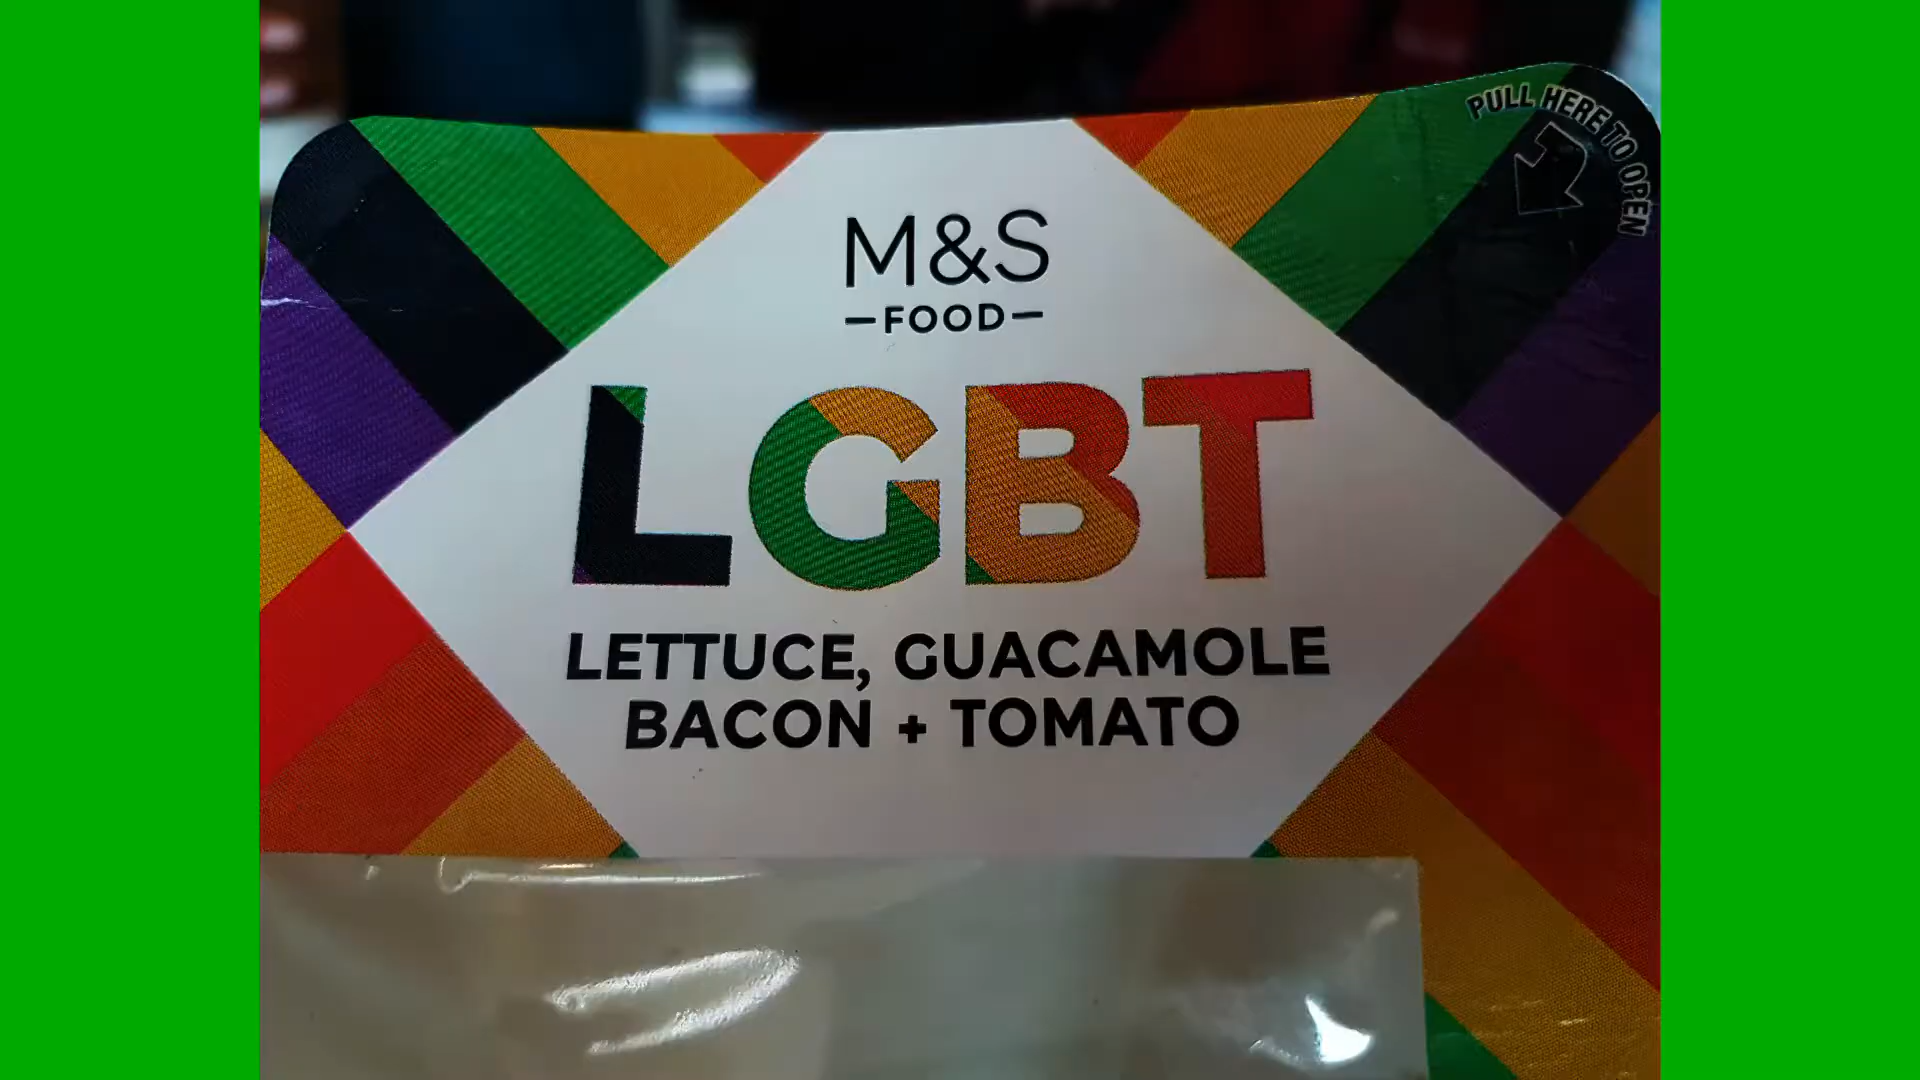 PULL HERE TO OPEN
M&S
FOOD
LGBT
LETTUCE, GUACAMOLE
BACON + TOMATO